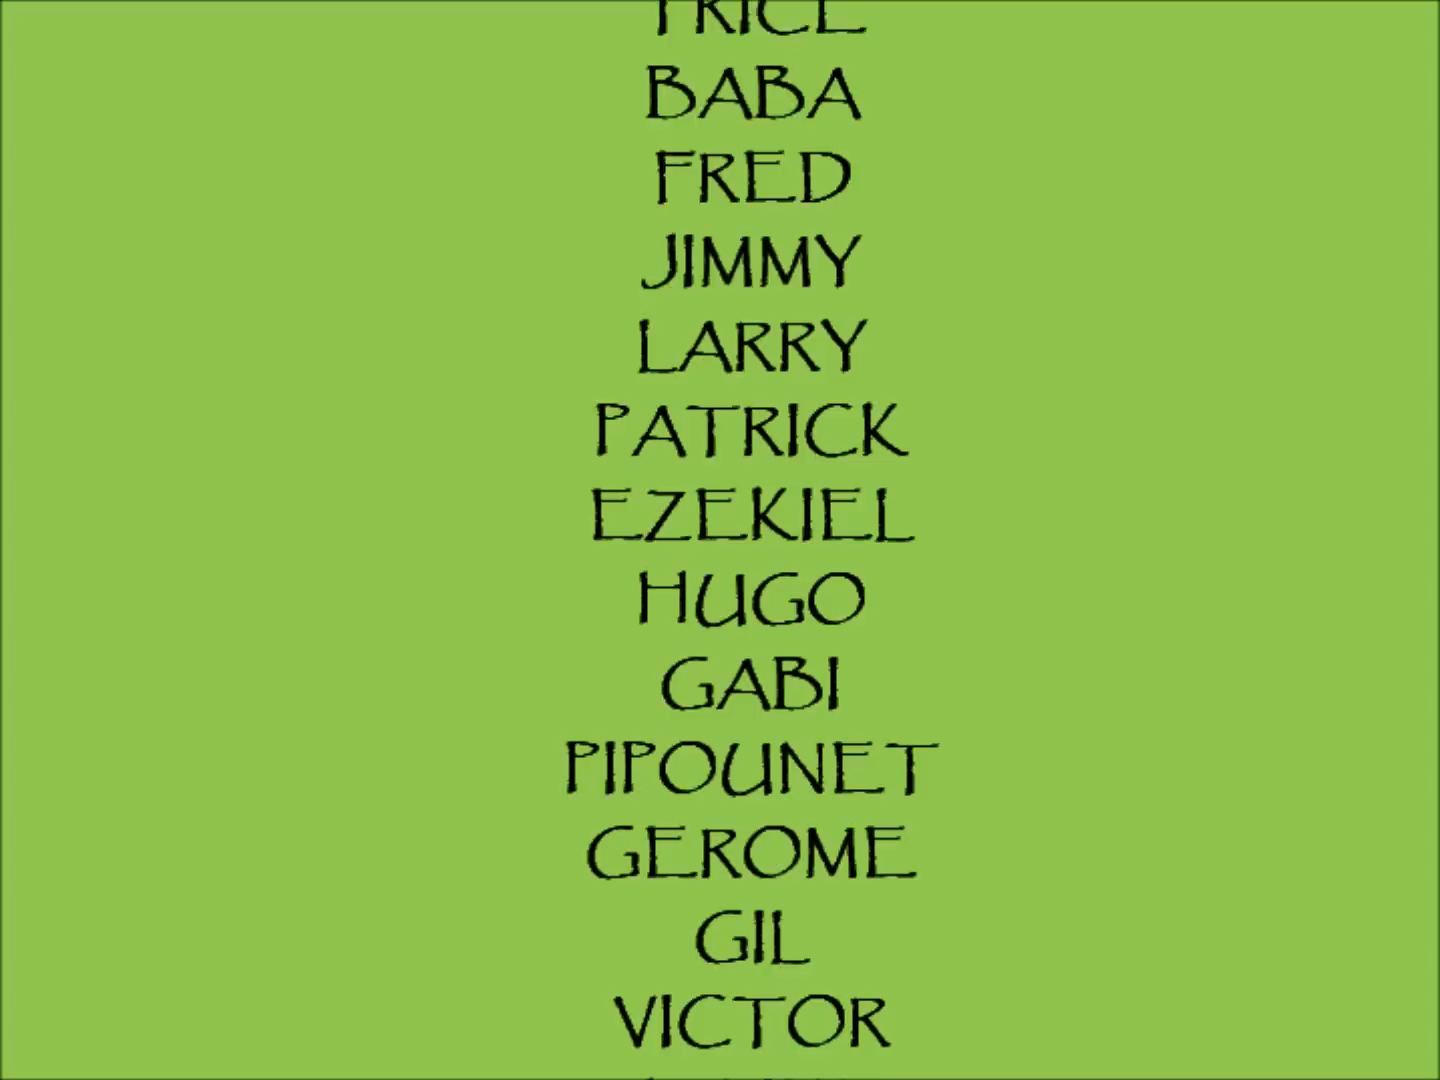 BABA
FRED
JIMMY
LARRY
PATRICK
EZEKIEL
HUGO
GABI
PIPOUNET
GEROME
GIL
VICTOR